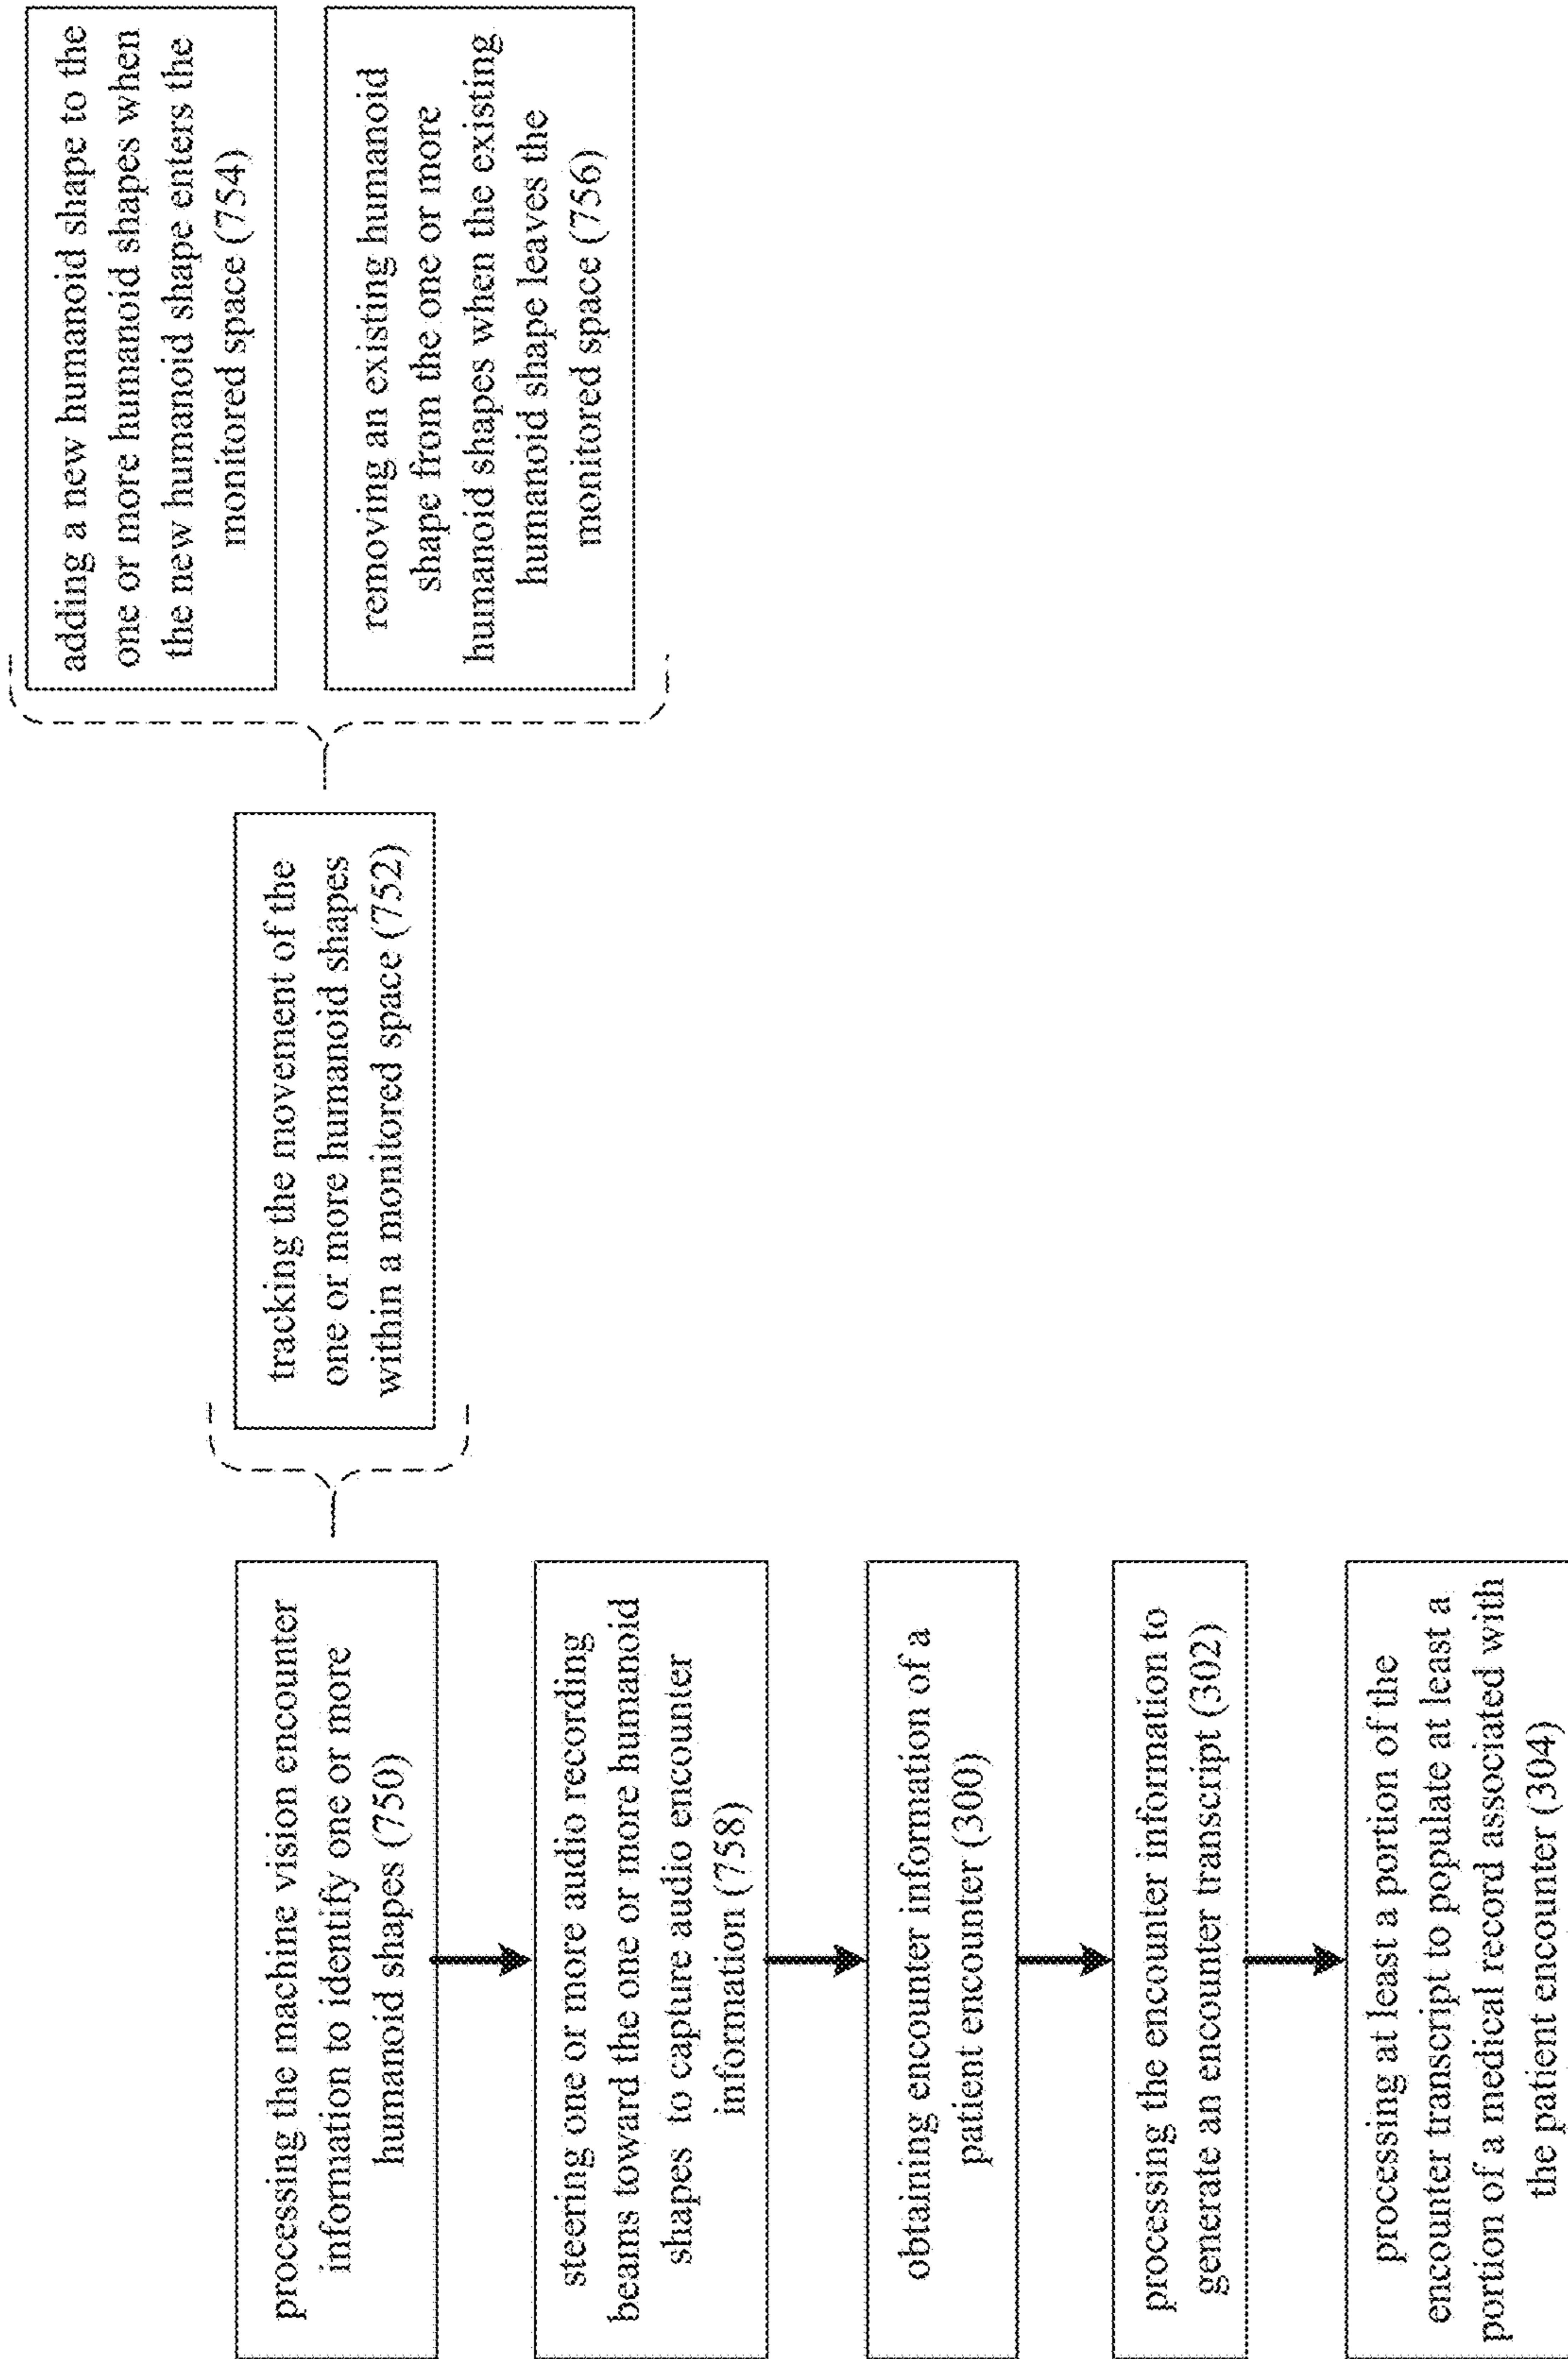 processing the machine vision encounter
information to identify one or more
humanoid shapes (750)
tracking the movement of the
one or more humanoid shapes
within a monitored space (752)
adding a new humanoid shape to the
one or more humanoid shapes when
the new humanoid shape enters the
monitored space (754)
removing an existing humanoid
shape from the one or more
humanoid shapes when the existing
humanoid shape leaves the
monitored space (756)
steering one or more audio recording
beams toward the one or more humanoid
shapes to capture audio encounter
information (758)
obtaining encounter information of a
patient encounter (300)
processing the encounter information to
generate an encounter transcript (302)
processing at least a portion of the
encounter transcript to populate at least a
portion of a medical record associated with
the patient encounter (304)